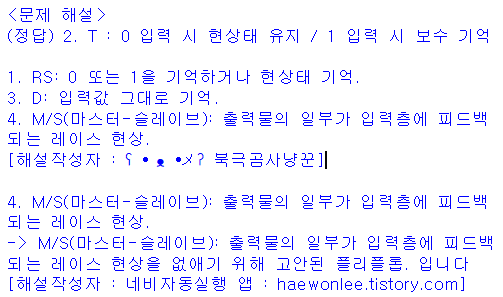 <문제 해설>
(정답) 2. T : 0 입력 시 현상태 유지 / 1 입력 시 보수 기억

1. RS: 0 또는 1을 기억하거나 현상태 기억.
3. D: 입력값 그대로 기억.
4. M/S(마스터-슬레이브): 출력물의 일부가 입력층에 피드백
되는 레이스 현상.
[해설작성자 : ʕ •ᴥ •〆ʔ 북극곰사냥꾼]

4. M/S(마스터-슬레이브): 출력물의 일부가 입력층에 피드백
되는 레이스 현상.
-> M/S(마스터-슬레이브): 출력물의 일부가 입력층에 피드백
되는 레이스 현상을 없애기 위해 고안된 플리플롭. 입니다
[해설작성자 : 네비자동실행 앱 : haewonlee.tistory.com]